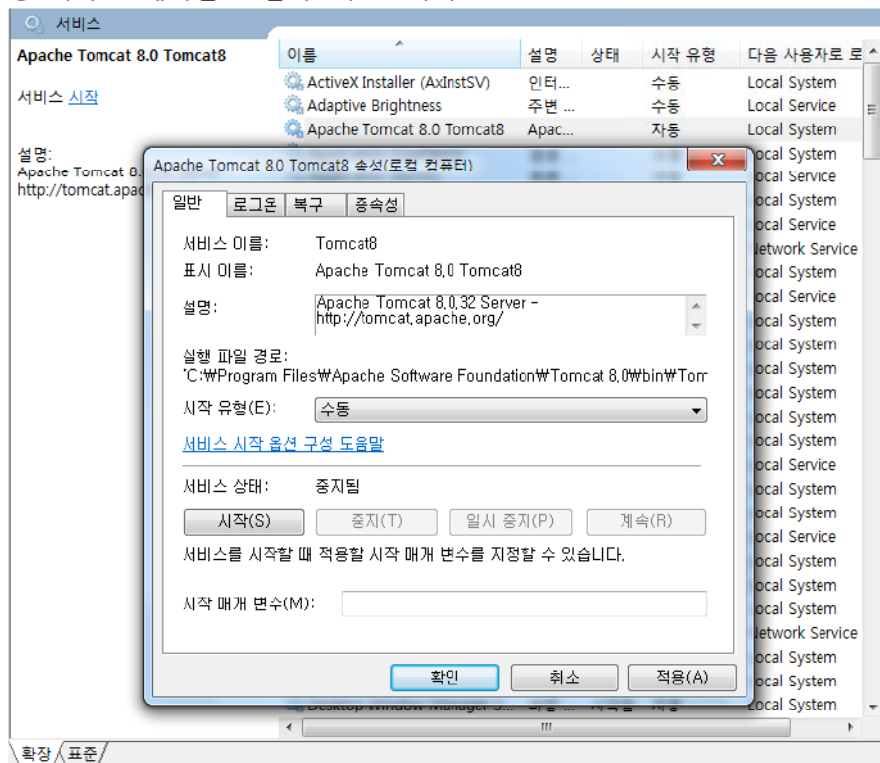 서비스
Apache Tomcat 8.0 Tomcat8
서비스 시작
설명:
Apache Tomcat 8.
http://tomcat.apac
이름 설명 상태 시작 유형 다음 사용자로 로
ActiveX Installer (AxInstSV) 인터... 수동 Local System
Adaptive Brightness 주변 ... 수동 Local Service
Apache Tomcat 8.0 Tomcat8 Apac... 자동 Local System
ocal System
ocal Service
ocal System
ocal Service
Network Service
ocal System
ocal Service
ocal System
ocal System
ocal System
ocal System
ocal System
ocal System
ocal Service
ocal System
ocal System
ocal Service
ocal System
ocal System
ocal System
Network Service
ocal System
ocal System
Desktop Window Manager S... Local System
Apache Tomcat 8.0 Tomcat8 속성(로컬 컴퓨터)
일반 로그온 복구 종속성
서비스 이름: Tomcat8
표시 이름: Apache Tomcat 8.0 Tomcat8
설명: Apache Tomcat 8.0.32 Server -
http://tomcat.apache.org/
실행 파일 경로:
"C:₩Program Files₩Apache Software Foundation₩Tomcat 8.0₩bin₩Tom
시작 유형(E): 수동
서비스 시작 옵션 구성 도움말
서비스 상태: 중지됨
시작(S) 중지(T) 일시 중지(P) 계속(R)
서비스를 시작할 때 적용할 시작 매개 변수를 지정할 수 있습니다.
시작 매개 변수(M):
확인 취소 적용(A)
확장 표준